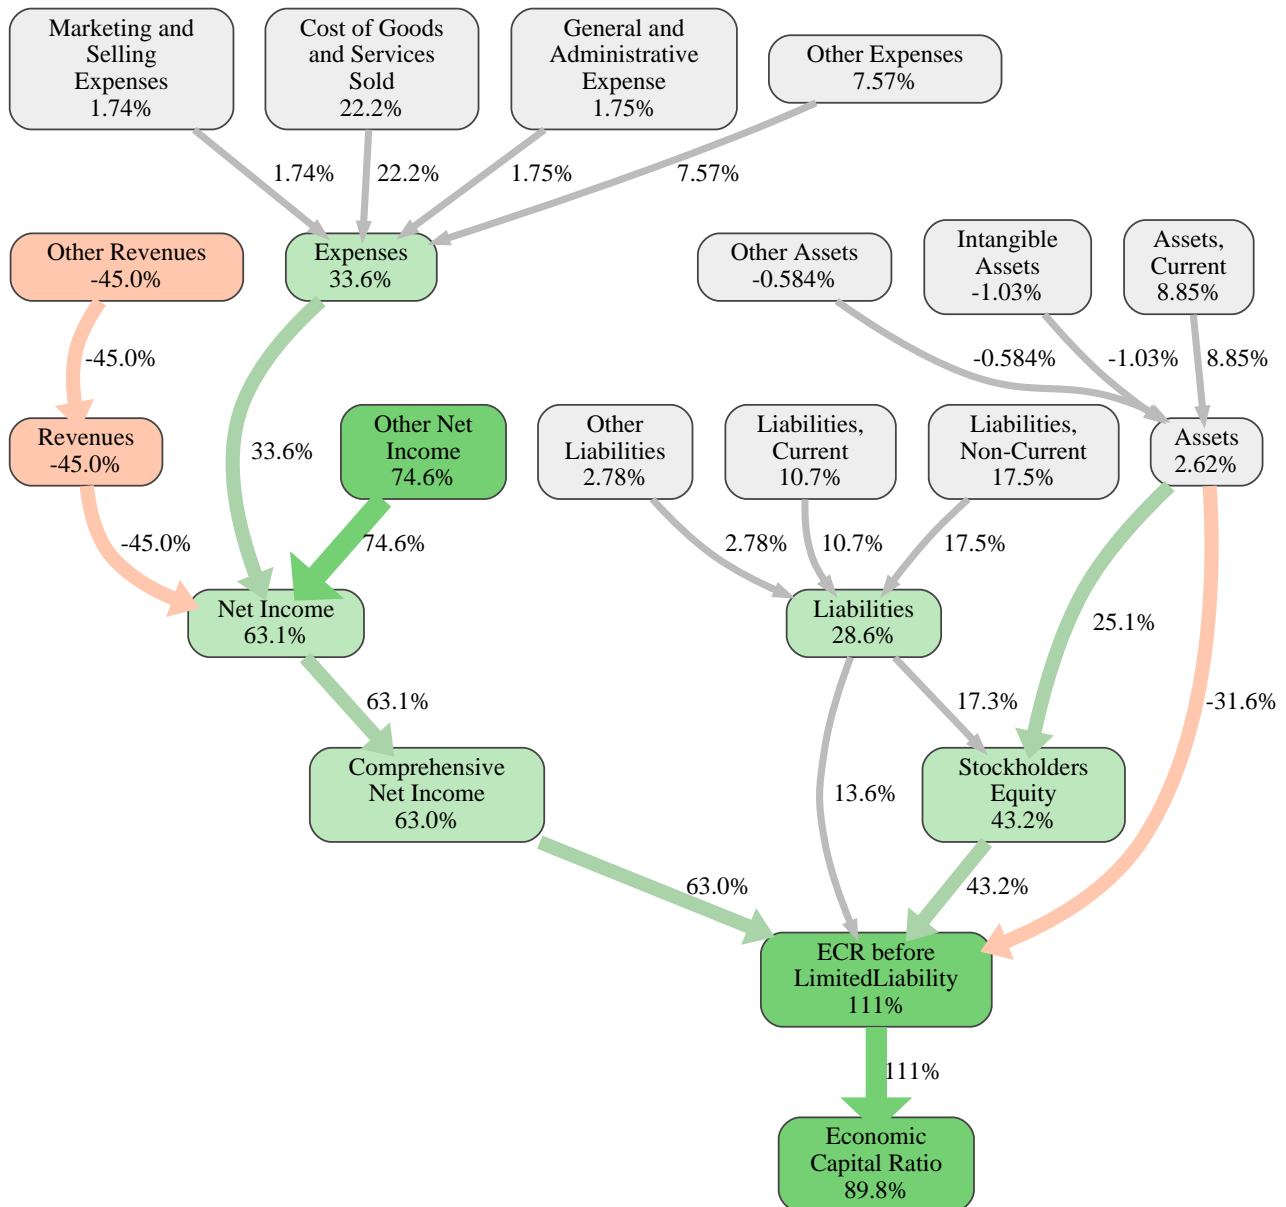 Marketing and
Selling
Expenses
1.74%
Cost of Goods
and Services
Sold
22.2%
General and
Administrative
Expense
1.75%
Other Expenses
7.57%
1.74%
22.2%
1.75%
7.57%
Other Revenues
-45.0%
Expenses
33.6%
Other Assets
-0.584%
Intangible
Assets
-1.03%
Assets,
Current
8.85%
-45.0%
-0.584%
-1.03%
8.85%
Revenues
-45.0%
33.6%
Other Net
Income
74.6%
Other
Liabilities
2.78%
Liabilities,
Current
10.7%
Liabilities,
Non-Current
17.5%
Assets
2.62%
-45.0%
74.6%
2.78%
10.7%
17.5%
Net Income
63.1%
Liabilities
28.6%
25.1%
63.1%
17.3%
-31.6%
Comprehensive
Net Income
63.0%
13.6%
Stockholders
Equity
43.2%
63.0%
43.2%
ECR before
LimitedLiability
111%
111%
Economic
Capital Ratio
89.8%